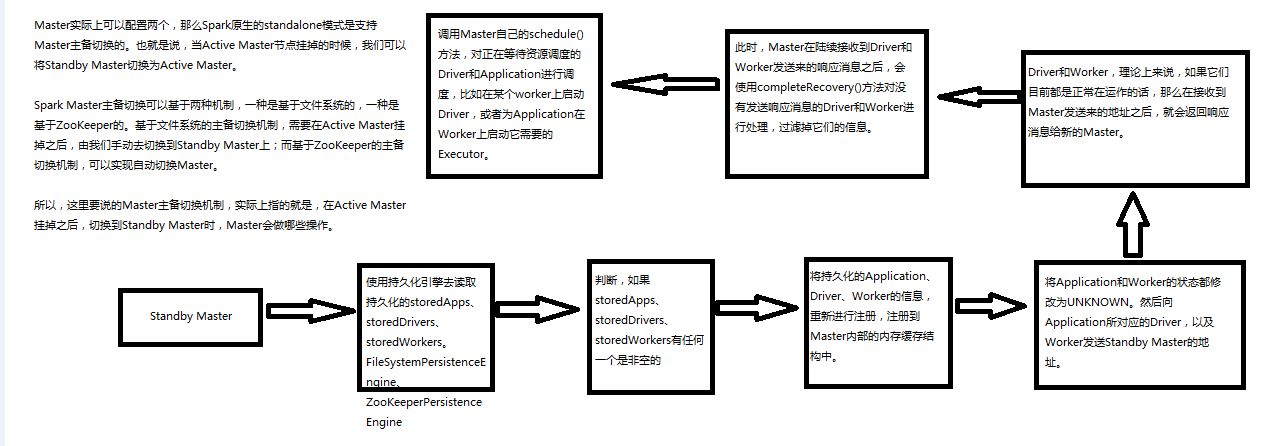 Master实际上可以配置两个，那么Spark原生的standalone模式是支持
Master主备切换的。也就是说，当Active Master节点挂掉的时候，我们可以
将Standby Master切换为Active Master。
Spark Master主备切换可以基于两种机制，一种是基于文件系统的，一种是
基于ZooKeeper的。基于文件系统的主备切换机制，需要在Active Master挂
掉之后，由我们手动去切换到Standby Master上；而基于ZooKeeper的主备
切换机制，可以实现自动切换Master。
所以，这里要说的Master主备切换机制，实际上指的就是，在Active Master
挂掉之后，切换到Standby Master时，Master会做哪些操作。
Standby Master
使用持久化引擎去读取
持久化的storedApps、
storedDrivers、
storedWorkers。
FileSystemPersistenceE
ngine、
ZooKeeperPersistence
Engine
判断，如果
storedApps、
storedDrivers、
storedWorkers有任何
一个是非空的
将持久化的Application、
Driver、Worker的信息，
重新进行注册，注册到
Master内部的内存缓存结
构中。
将Application和Worker的状态都修
改为UNKNOWN。然后向
Application所对应的Driver，以及
Worker发送Standby Master的地
址。
Driver和Worker，理论上来说，如果它们
目前都是正常在运作的话，那么在接收到
Master发送来的地址之后，就会返回响应
消息给新的Master。
此时，Master在陆续接收到Driver和
Worker发送来的响应消息之后，会
使用completeRecovery()方法对没
有发送响应消息的Driver和Worker进
行处理，过滤掉它们的信息。
调用Master自己的schedule()
方法，对正在等待资源调度的
Driver和Application进行调
度，比如在某个worker上启动
Driver，或者为Application在
Worker上启动它需要的
Executor。